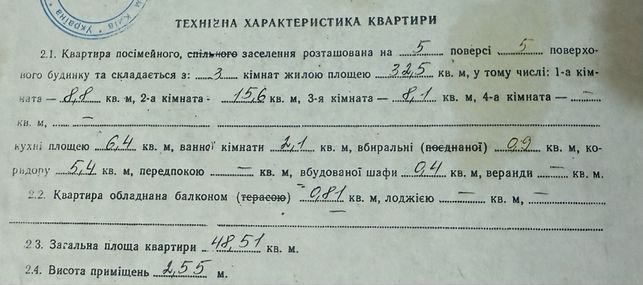 Україна * Київ
ТЕХНІЧНА ХАРАКТЕРИСТИКА КВАРТИРИ
2.1. Квартира посімейного, спільного заселення розташована на 5 поверсі 5 поверхо-
вого будинку та складається з: 3 кімнат жилою площею 32,5 кв. м, у тому числі: 1-а кім-
ната — 8,8 кв. м, 2-а кімната - 15,6 кв. м, 3-я кімната — 8,1 кв. м, 4-а кімната — —
кв. м, —
кухні площею 6,4 кв. м, ванної кімнати 2,1 кв. м, вбиральні (поєднаної) 0,9 кв. м, ко-
ридору 5,4 кв. м, передпокою — кв. м, вбудованої шафи 0,4 кв. м, веранди — кв. м.
2.2. Квартира обладнана балконом (терасою) 0,81 кв. м, лоджією — кв. м, —
—
2 3. Загальна площа квартири 48,51 кв. м.
2.4. Висота приміщень 2,55 м.